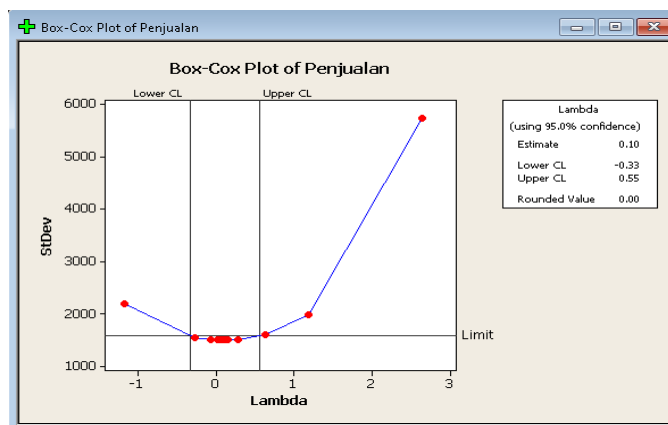 Box-Cox Plot of Penjualan
Box-Cox Plot of Penjualan
Lower CL
Upper CL
6000
5000
4000
3000
2000
1000
StDev
Limit
-1
0
1
2
3
Lambda
Lambda
(using 95.0% confidence)
Estimate 0.10
Lower CL -0.33
Upper CL 0.55
Rounded Value 0.00